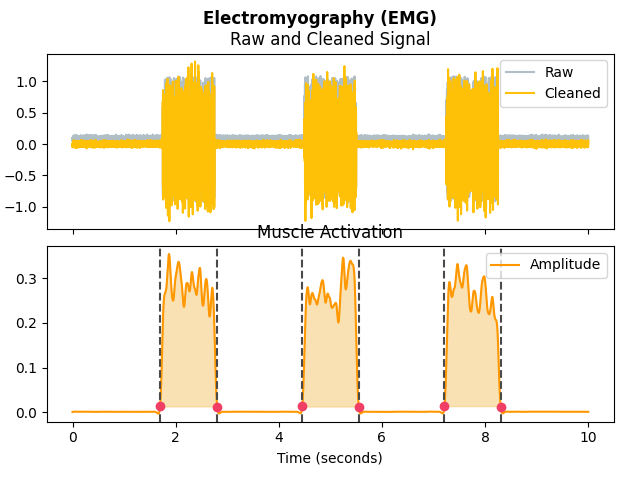 Electromyography (EMG)
Raw and Cleaned Signal
Raw
Cleaned
1.0
0.5
0.0
−0.5
−1.0
Muscle Activation
Amplitude
0.3
0.2
0.1
0.0
0 2 4 6 8 10
Time (seconds)